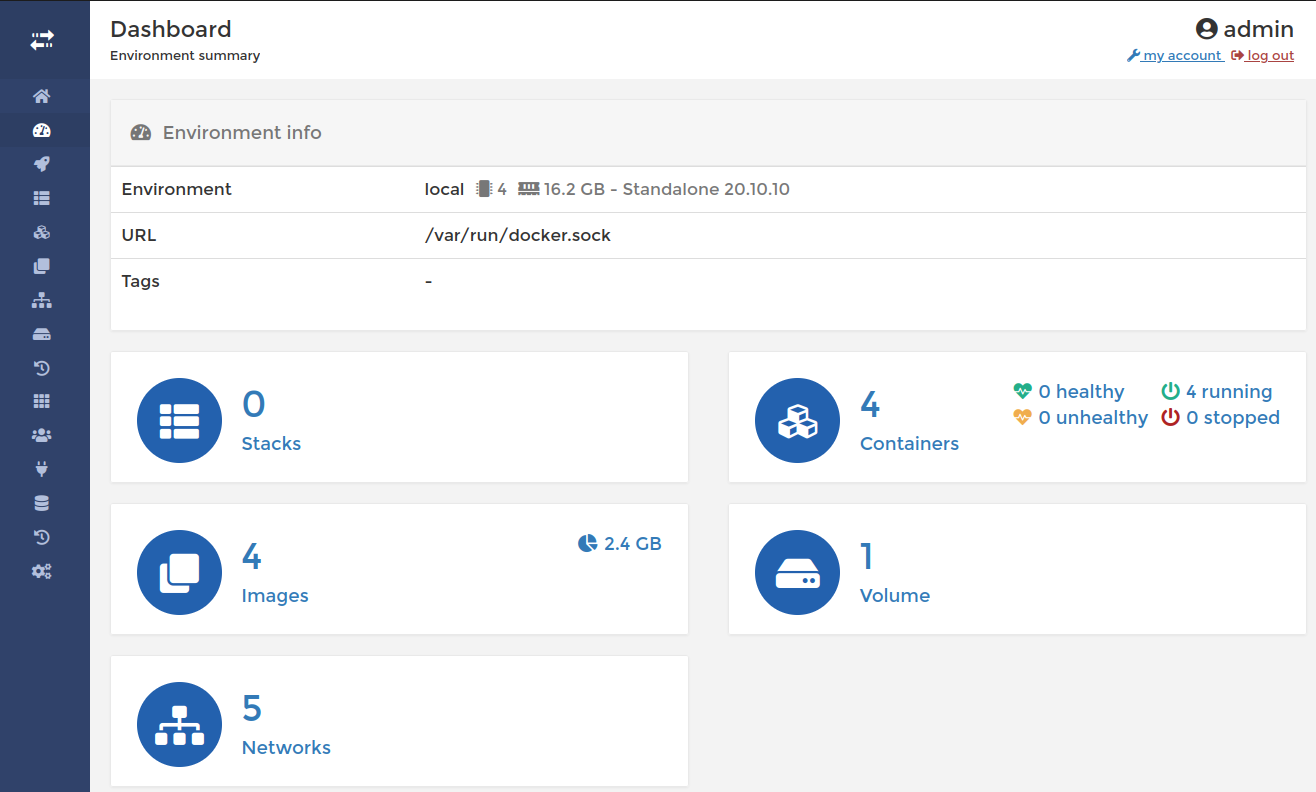 Dashboard
Environment summary
admin
my account log out
Environment info
Environment local 4 16.2 GB - Standalone 20.10.10
URL /var/run/docker.sock
Tags -
0
Stacks
4
Containers
0 healthy 4 running
0 unhealthy 0 stopped
4
Images
2.4 GB
1
Volume
5
Networks